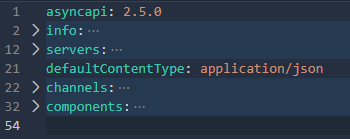 1 asyncapi: 2.5.0
2 > info: ⋯
12 > servers: ⋯
21 defaultContentType: application/json
22 > channels: ⋯
32 > components: ⋯
54